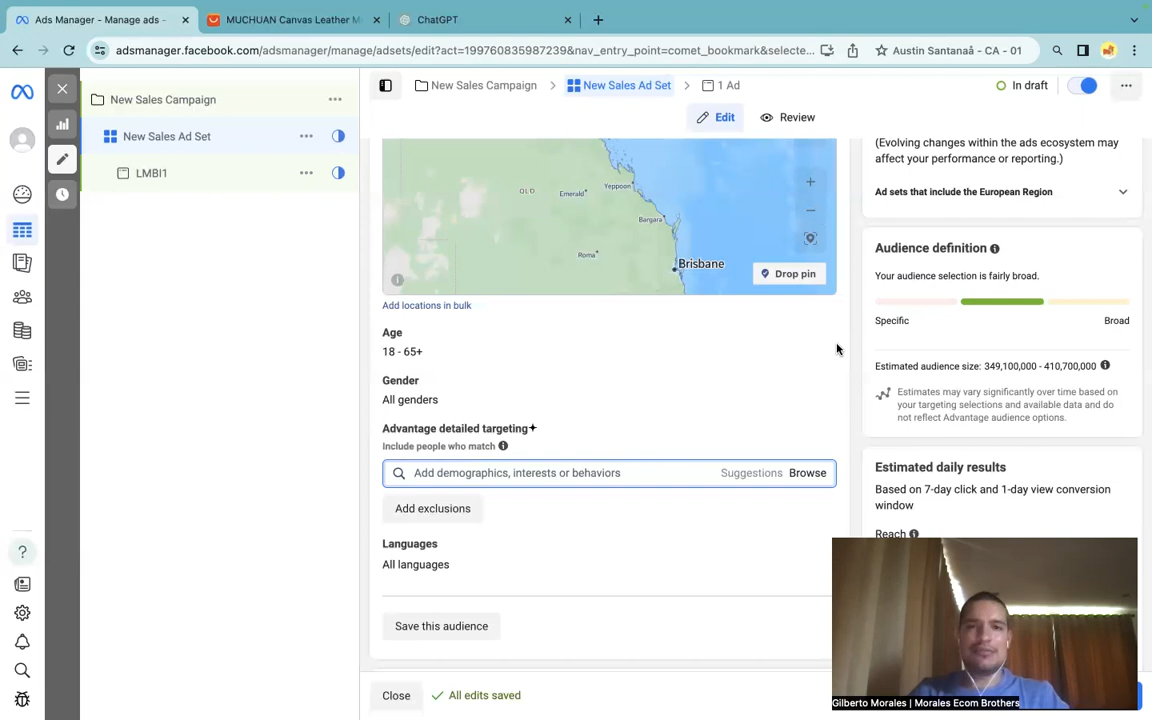 Ads Manager - Manage ads -
MUCHUAN Canvas Leather M
ChatGPT
adsmanager.facebook.com/adsmanager/manage/adsets/edit?act=199760835987239&nav_entry_point=comet_bookmark&selecte...
Austin Santanaå - CA - 01
New Sales Campaign
New Sales Ad Set
LMBI1
New Sales Campaign
New Sales Ad Set
1 Ad
In draft
Edit
Review
QLD
Emerald
Yeppoon
Bargara
Roma
Brisbane
Drop pin
Add locations in bulk
Age
18 - 65+
Gender
All genders
Advantage detailed targeting
Include people who match
Add demographics, interests or behaviors
Suggestions
Browse
Add exclusions
Languages
All languages
Save this audience
Close
All edits saved
(Evolving changes within the ads ecosystem may
affect your performance or reporting.)
Ad sets that include the European Region
Audience definition
Your audience selection is fairly broad.
Specific
Broad
Estimated audience size: 349,100,000 - 410,700,000
Estimates may vary significantly over time based on
your targeting selections and available data and do
not reflect Advantage audience options.
Estimated daily results
Based on 7-day click and 1-day view conversion
window
Reach
Gilberto Morales | Morales Ecom Brothers